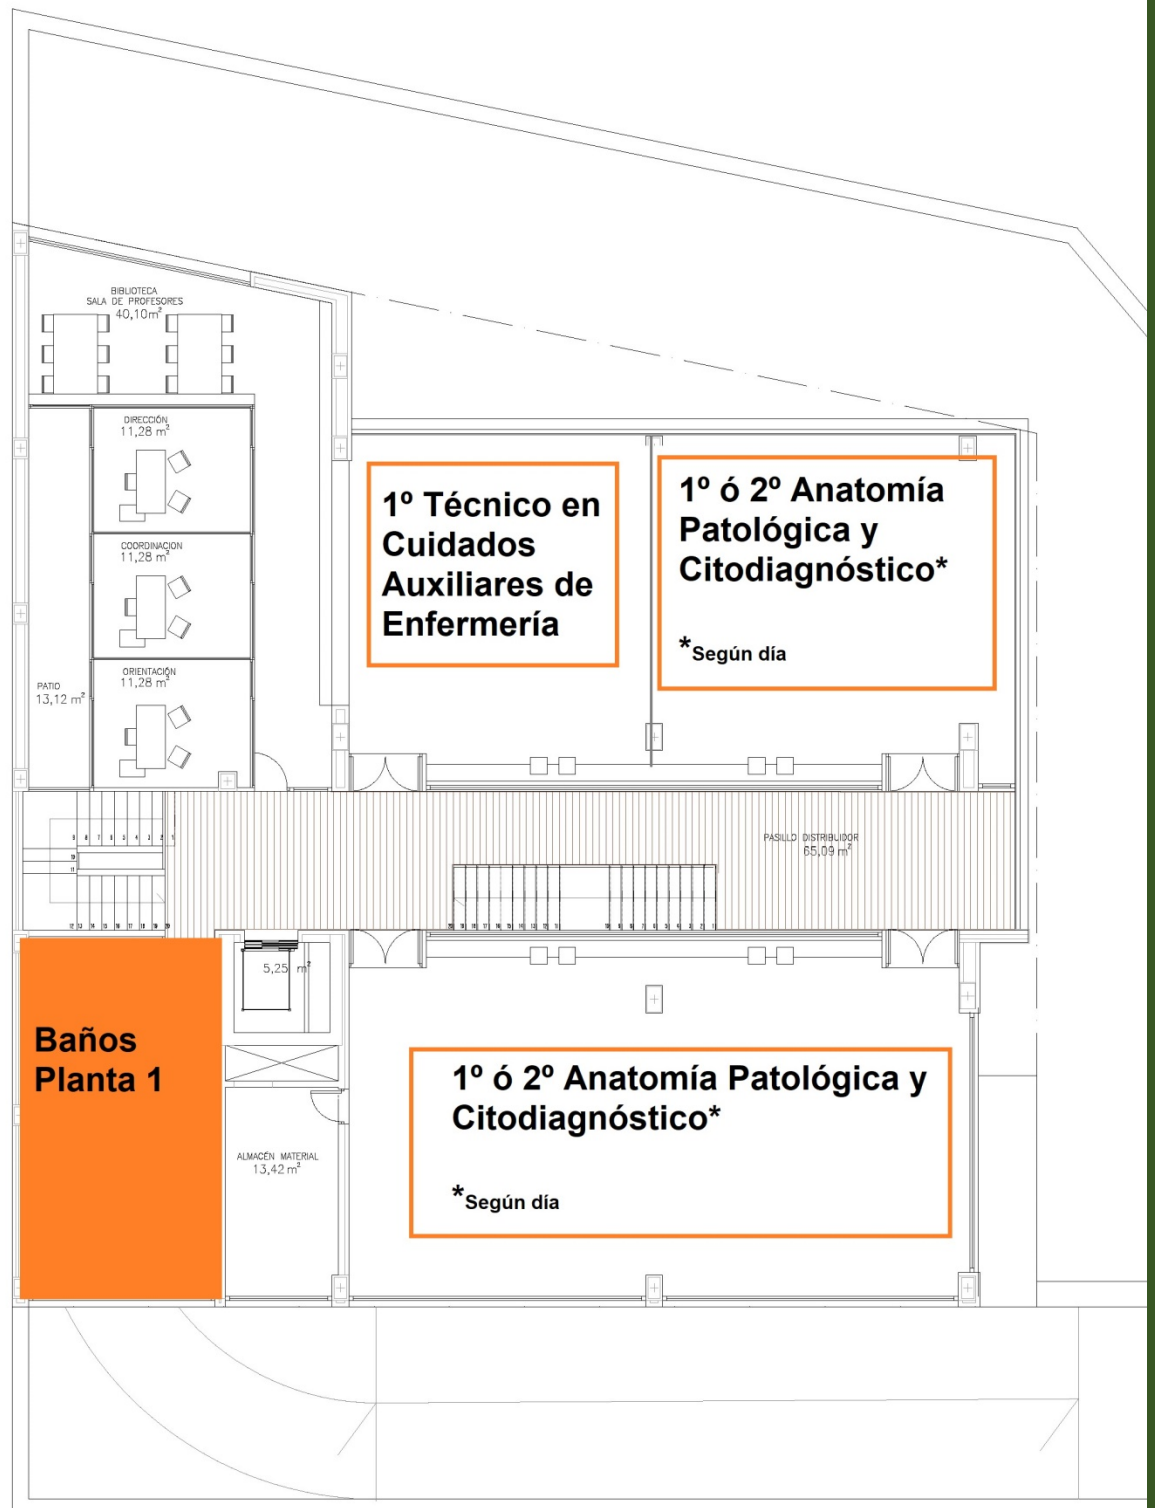 BIBLIOTECA
SALA DE PROFESORES
40,10m²
DIRECCIÓN
11,28 m²
COORDINACION
11,28 m²
ORIENTACIÓN
11,28 m²
PATIO
13,12 m²
1º Técnico en
Cuidados
Auxiliares de
Enfermería
1º ó 2º Anatomía
Patológica y
Citodiagnóstico*
*Según día
PASILLO DISTRIBUIDOR
65,09 m²
5,25 m²
Baños
Planta 1
ALMACÉN MATERIAL
13,42 m²
1º ó 2º Anatomía Patológica y
Citodiagnóstico*
*Según día